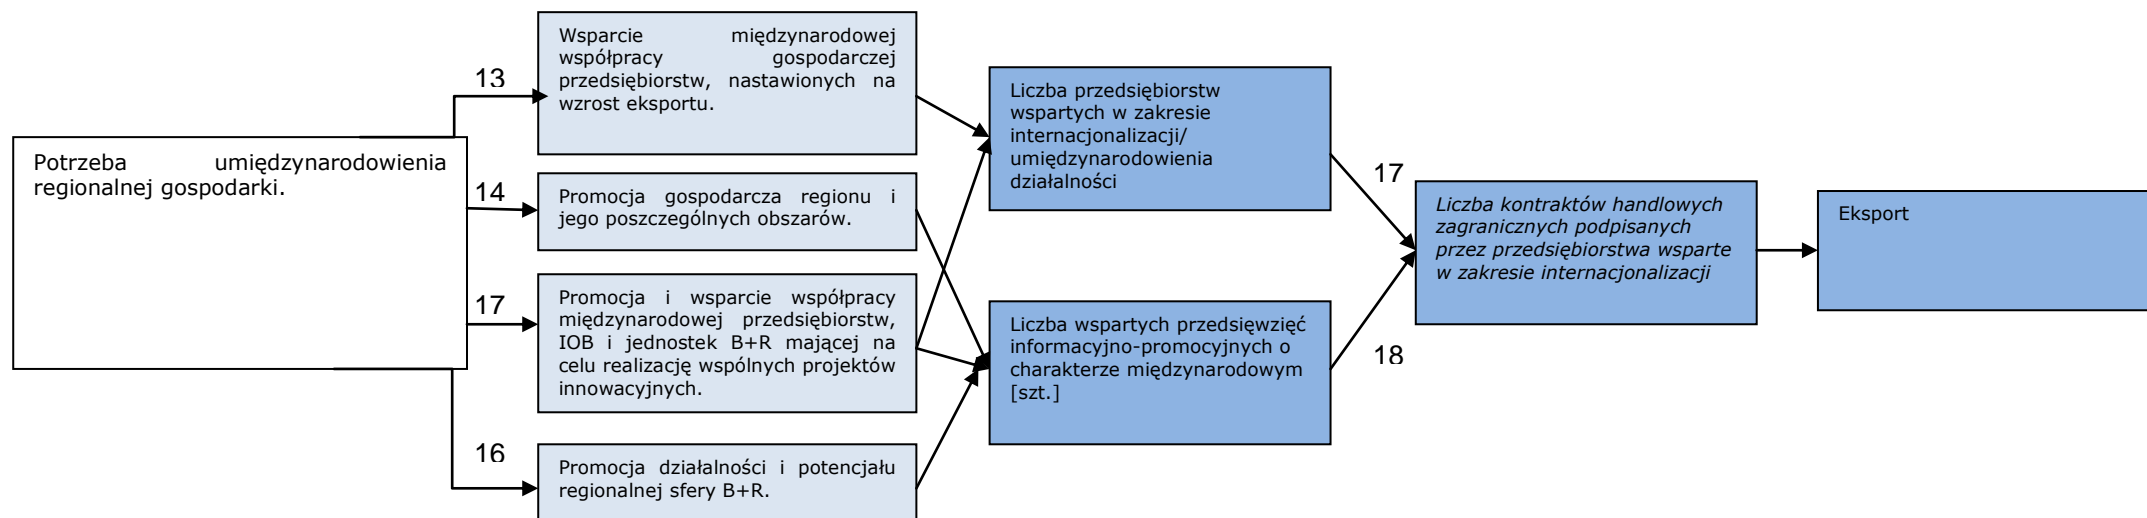 Potrzeba umiędzynarodowienia
regionalnej gospodarki.
13
14
17
16
Wsparcie międzynarodowej
współpracy gospodarczej
przedsiębiorstw, nastawionych na
wzrost eksportu.
Promocja gospodarcza regionu i
jego poszczególnych obszarów.
Promocja i wsparcie współpracy
międzynarodowej przedsiębiorstw,
IOB i jednostek B+R mającej na
celu realizację wspólnych projektów
innowacyjnych.
Promocja działalności i potencjału
regionalnej sfery B+R.
Liczba przedsiębiorstw
wspartych w zakresie
internacjonalizacji/
umiędzynarodowienia
działalności
Liczba wspartych przedsięwzięć
informacyjno-promocyjnych o
charakterze międzynarodowym
[szt.]
17
18
Liczba kontraktów handlowych
zagranicznych podpisanych
przez przedsiębiorstwa wsparte
w zakresie internacjonalizacji
Eksport